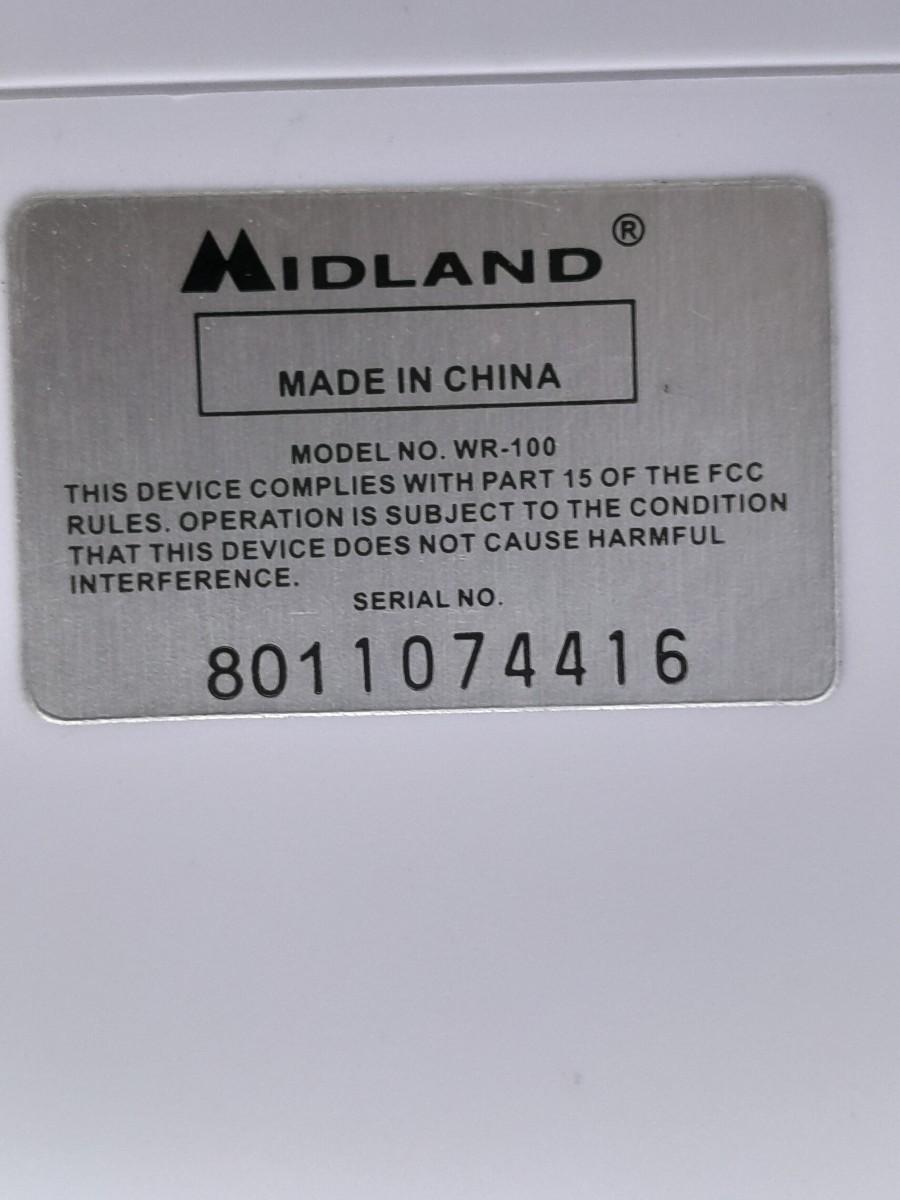 MIDLAND®
MADE IN CHINA
MODEL NO. WR-100
THIS DEVICE COMPLIES WITH PART 15 OF THE FCC
RULES. OPERATION IS SUBJECT TO THE CONDITION
THAT THIS DEVICE DOES NOT CAUSE HARMFUL
INTERFERENCE.
SERIAL NO.
8011074416